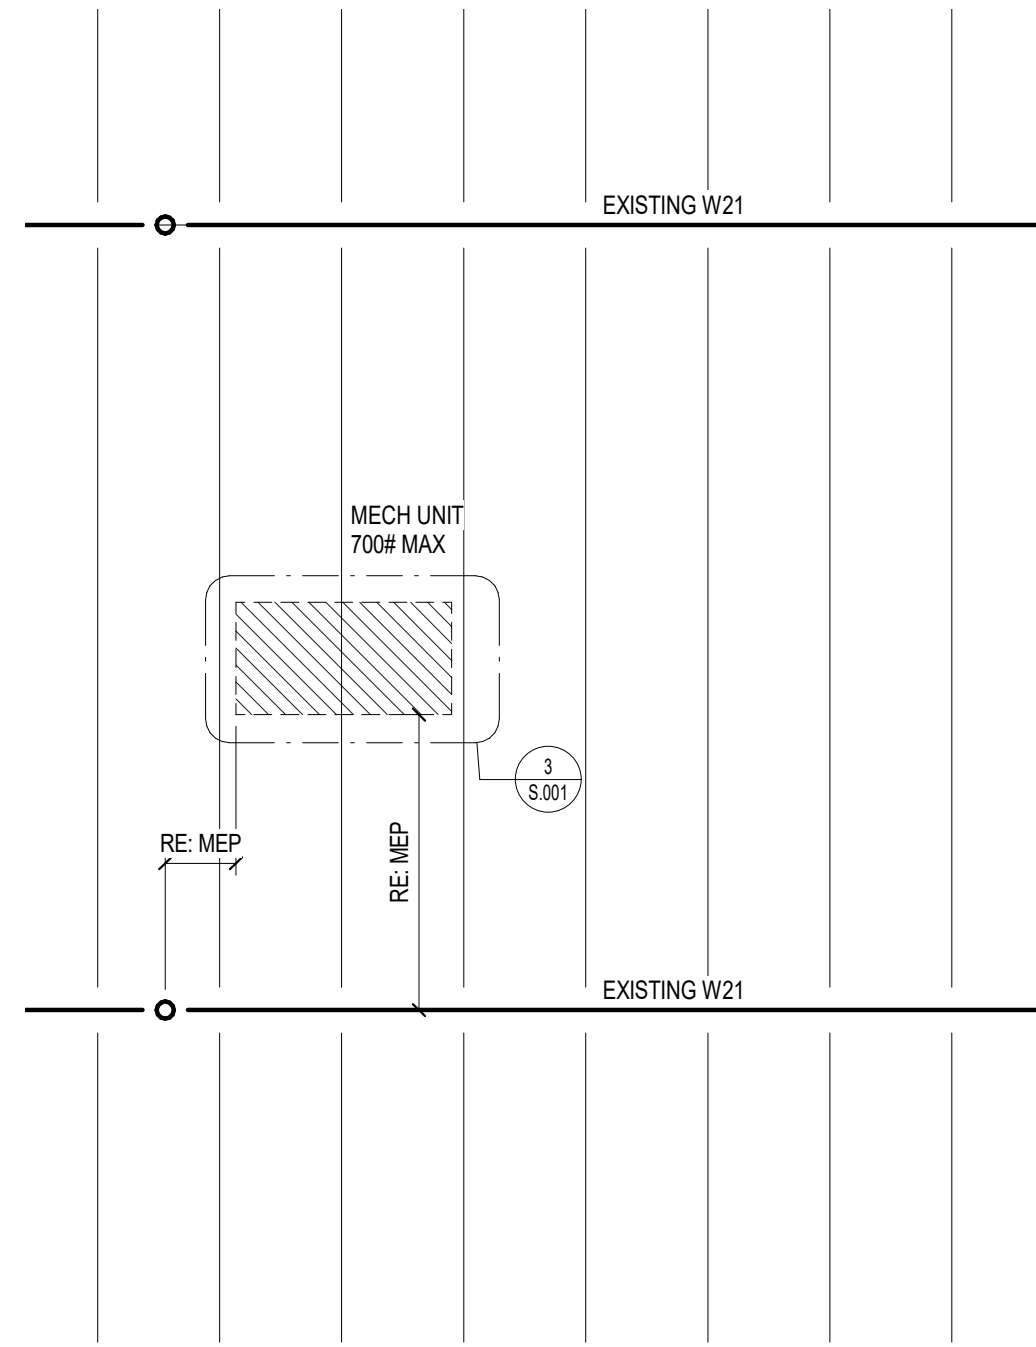 EXISTING W21
MECH UNIT
700# MAX
3
S.001
RE: MEP
RE: MEP
EXISTING W21